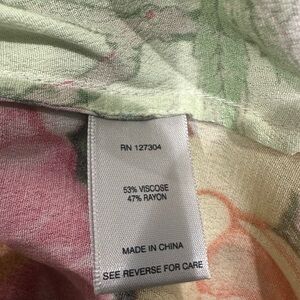 RN 127304
53% VISCOSE
47% RAYON
MADE IN CHINA
SEE REVERSE FOR CARE